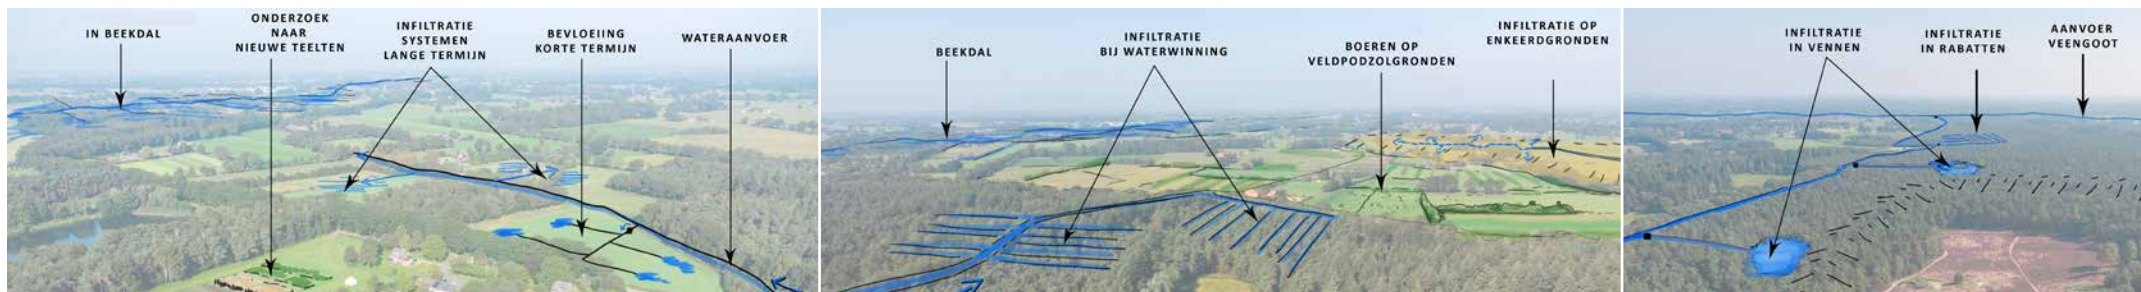 IN BEEKDAL
ONDERZOEK
NAAR
NIEUWE TEELTEN
INFILTRATIE
SYSTEMEN
LANGE TERMIJN
BEVLOEIING
KORTE TERMIJN
WATERAANVOER
BEEKDAL
INFILTRATIE
BIJ WATERWINNING
BOEREN OP
VELDPODZOLGRONDEN
INFILTRATIE OP
ENKEERDGRONDEN
INFILTRATIE
IN VENNEN
INFILTRATIE
IN RABATTEN
AANVOER
VEENGOOT